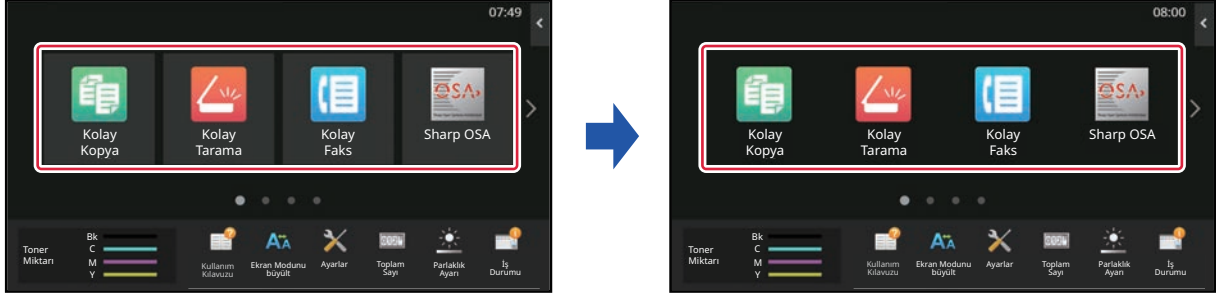 07:49
Kolay
Kopya
Kolay
Tarama
Kolay
Faks
OSA
Sharp OSA
Toner
Miktarı
Bk
C
M
Y
Kullanım
Kılavuzu
Ekran Modunu
büyült
Ayarlar
Toplam
Sayı
Parlaklık
Ayarı
İş
Durumu
08:00
Kolay
Kopya
Kolay
Tarama
Kolay
Faks
OSA
Sharp OSA
Toner
Miktarı
Bk
C
M
Y
Kullanım
Kılavuzu
Ekran Modunu
büyült
Ayarlar
Toplam
Sayı
Parlaklık
Ayarı
İş
Durumu